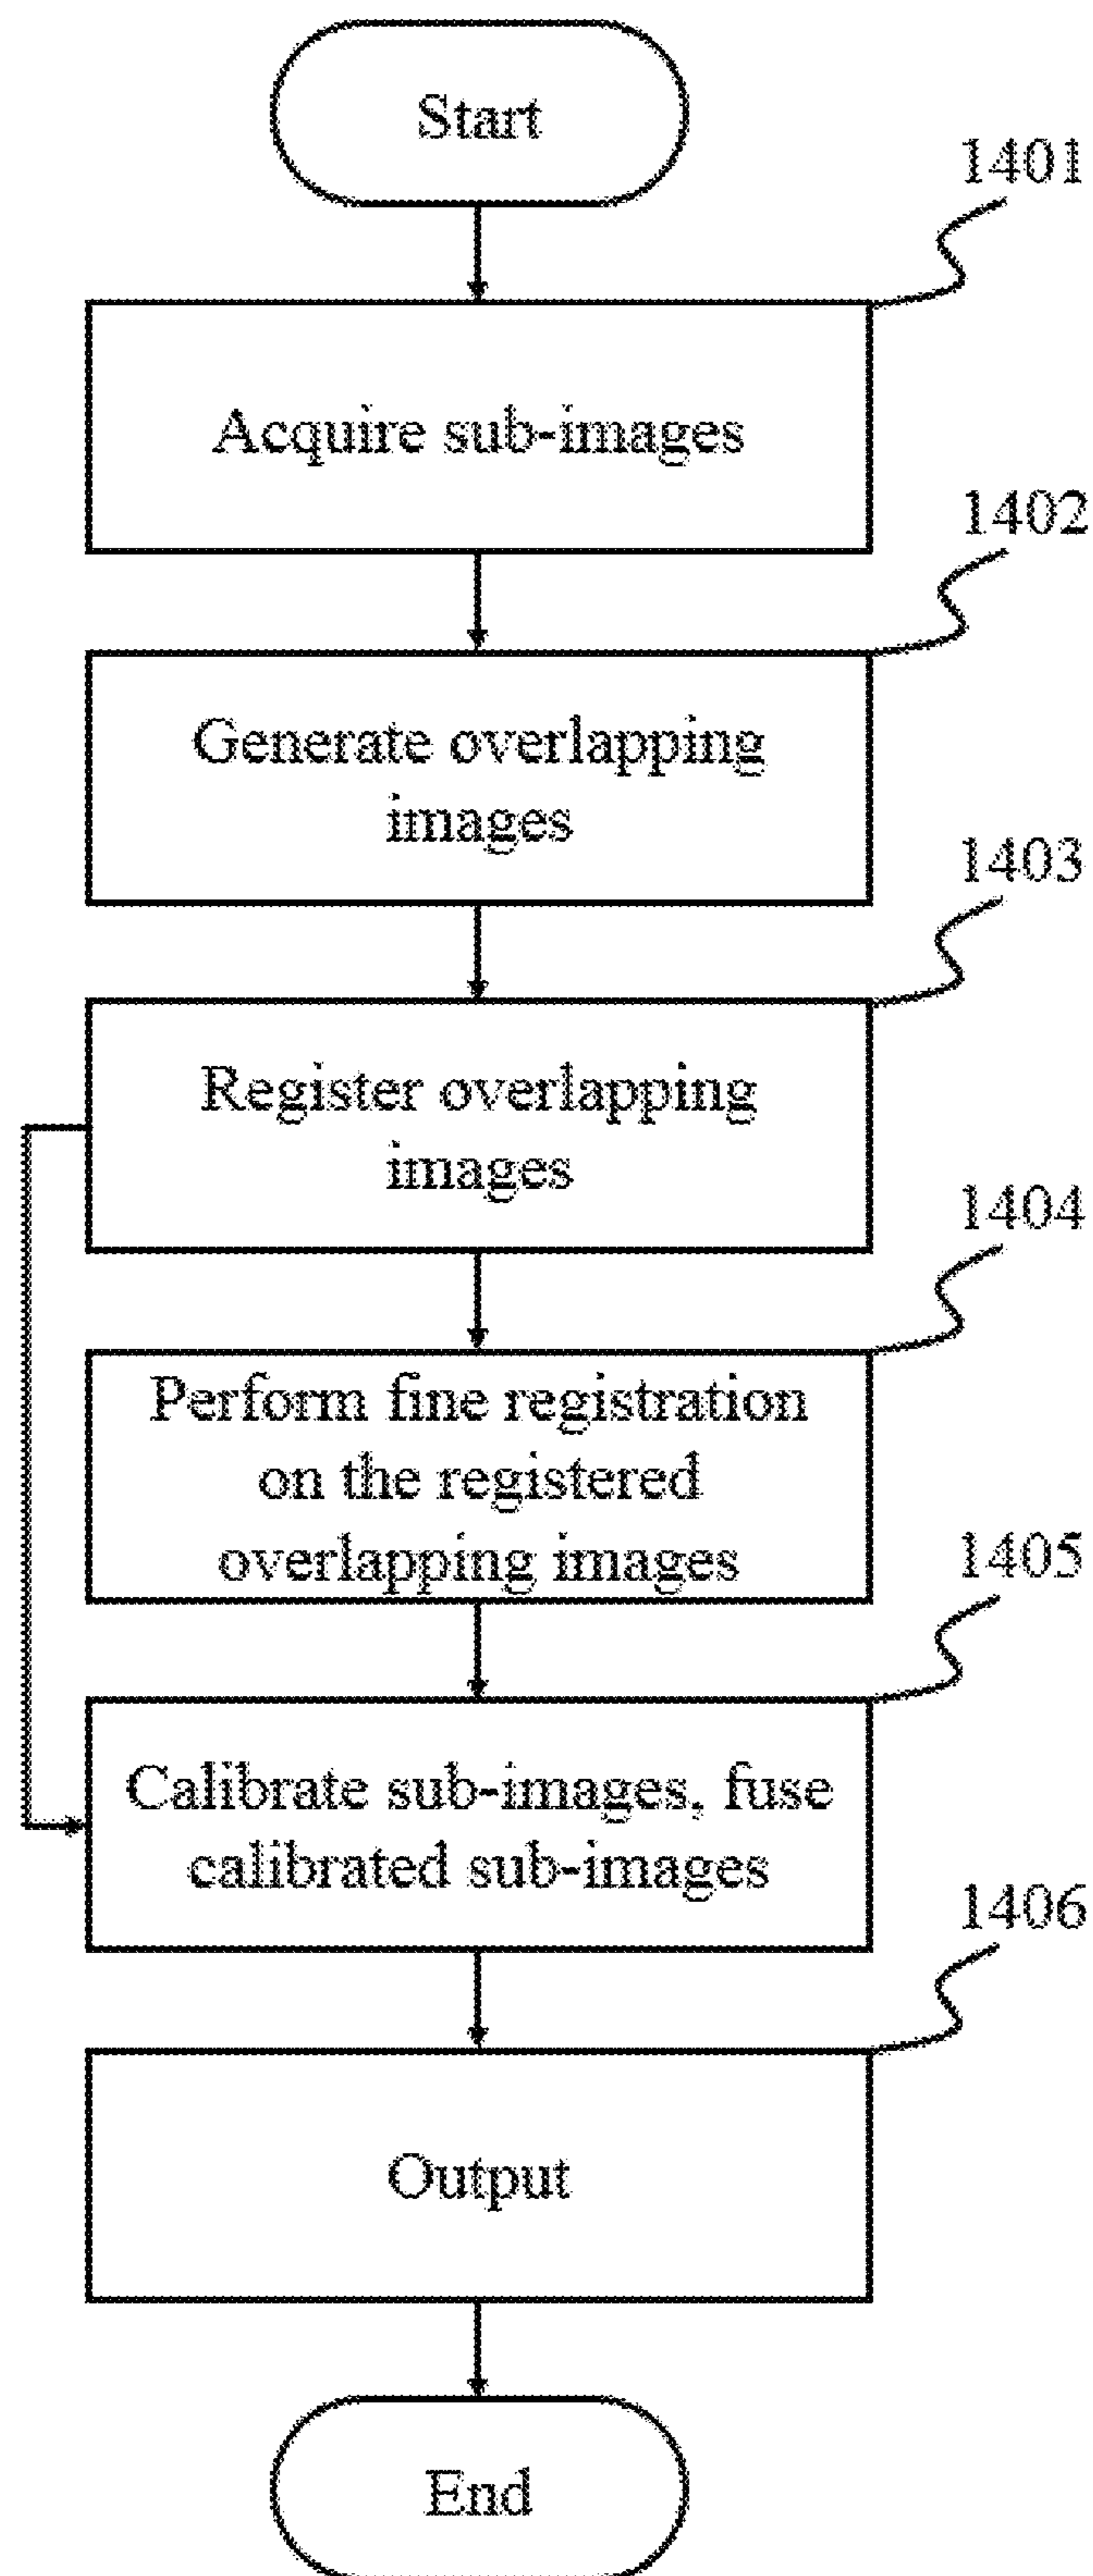 Start
1401
Acquire sub-images
1402
Generate overlapping
images
1403
Register overlapping
images
1404
Perform fine registration
on the registered
overlapping images
1405
Calibrate sub-images, fuse
calibrated sub-images
1406
Output
End